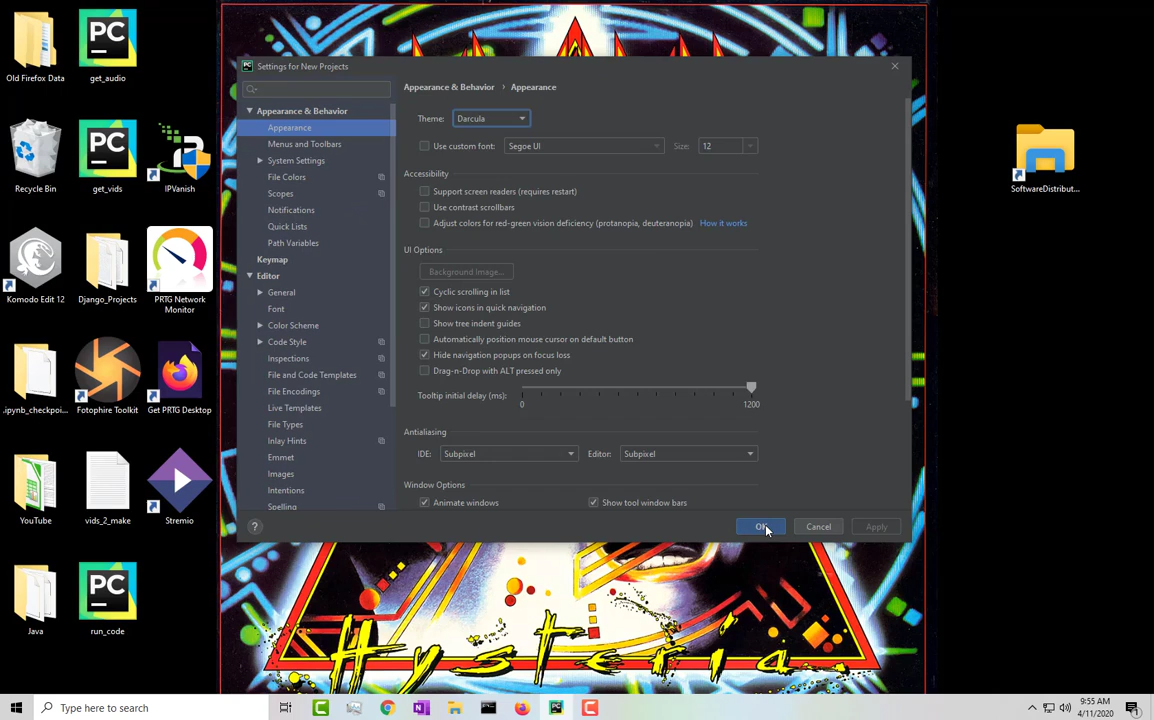 Old Firefox Data
get_audio
Recycle Bin
get_vids
IPVanish
Komodo Edit 12
Django_Projects
PRTG Network
Monitor
.ipynb_checkpoi...
Fotophire Toolkit
Get PRTG Desktop
YouTube
vids_2_make
Stremio
Java
run_code
SoftwareDistribut...
Settings for New Projects
Appearance & Behavior
Appearance
Menus and Toolbars
System Settings
File Colors
Scopes
Notifications
Quick Lists
Path Variables
Keymap
Editor
General
Font
Color Scheme
Code Style
Inspections
File and Code Templates
File Encodings
Live Templates
File Types
Inlay Hints
Emmet
Images
Intentions
Spelling
Appearance & Behavior › Appearance
Theme: Darcula
Use custom font: Segoe UI Size: 12
Accessibility
Support screen readers (requires restart)
Use contrast scrollbars
Adjust colors for red-green vision deficiency (protanopia, deuteranopia) How it works
UI Options
Background Image...
Cyclic scrolling in list
Show icons in quick navigation
Show tree indent guides
Automatically position mouse cursor on default button
Hide navigation popups on focus loss
Drag-n-Drop with ALT pressed only
Tooltip initial delay (ms):
0 1200
Antialiasing
IDE: Subpixel Editor: Subpixel
Window Options
Animate windows Show tool window bars
? OK Cancel Apply
Hysteria
Type here to search
9:55 AM
4/11/2020